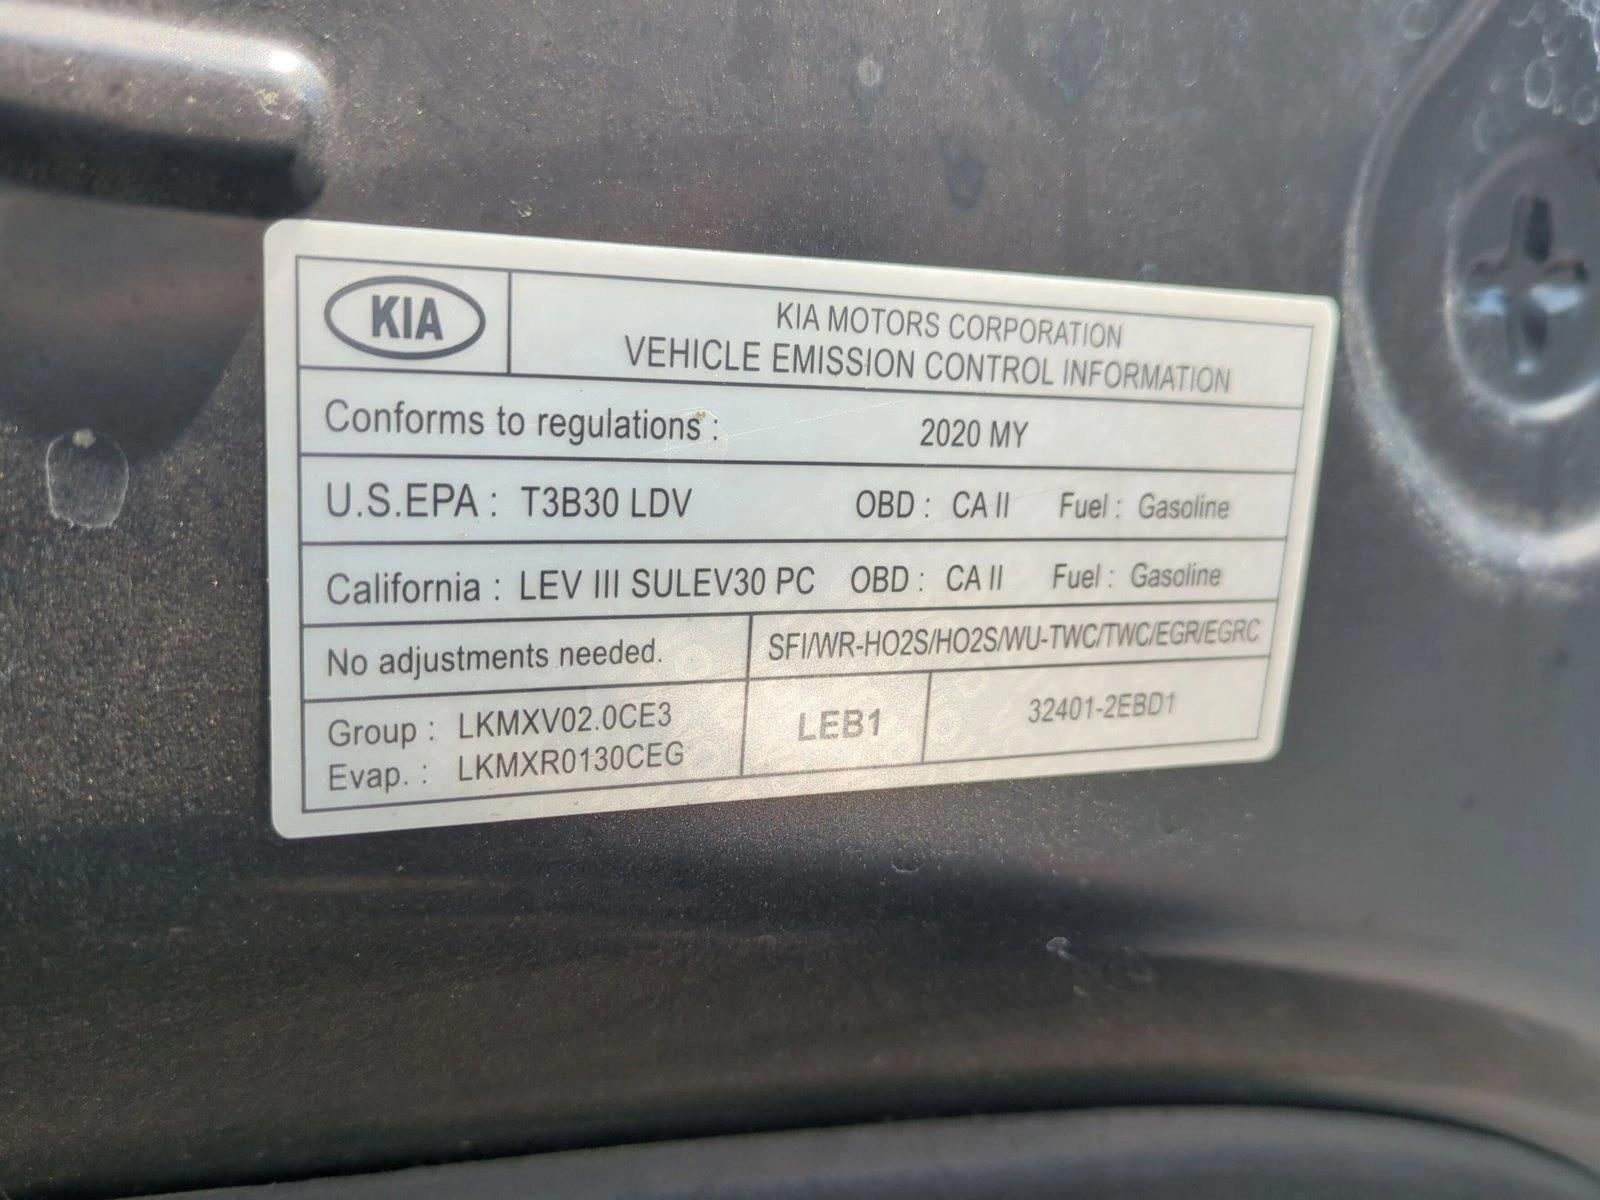 KIA
KIA MOTORS CORPORATION
VEHICLE EMISSION CONTROL INFORMATION
Conforms to regulations : 2020 MY
U.S.EPA : T3B30 LDV OBD : CA II Fuel : Gasoline
California : LEV III SULEV30 PC OBD : CA II Fuel : Gasoline
No adjustments needed. SFI/WR-HO2S/HO2S/WU-TWC/TWC/EGR/EGRC
Group : LKMXV02.0CE3
Evap. : LKMXR0130CEG
LEB1
32401-2EBD1